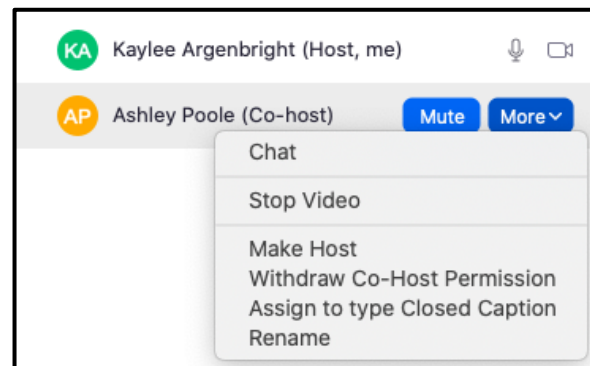 KA Kaylee Argenbright (Host, me)
AP Ashley Poole (Co-host) Mute More
Chat
Stop Video
Make Host
Withdraw Co-Host Permission
Assign to type Closed Caption
Rename